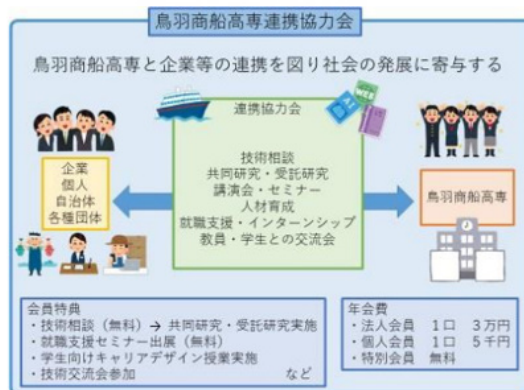 鳥羽商船高専連携協力会
鳥羽商船高専と企業等の連携を図り社会の発展に寄与する
連携協力会
技術相談
共同研究・受託研究
講演会・セミナー
人材育成
就職支援・インターンシップ
教員・学生との交流会
企業
個人
自治体
各種団体
鳥羽商船高専
会員特典
・技術相談（無料）→ 共同研究・受託研究実施
・就職支援セミナー出展（無料）
・学生向けキャリアデザイン授業実施
・技術交流会参加 など
年会費
・法人会員 1口 3万円
・個人会員 1口 5千円
・特別会員 無料